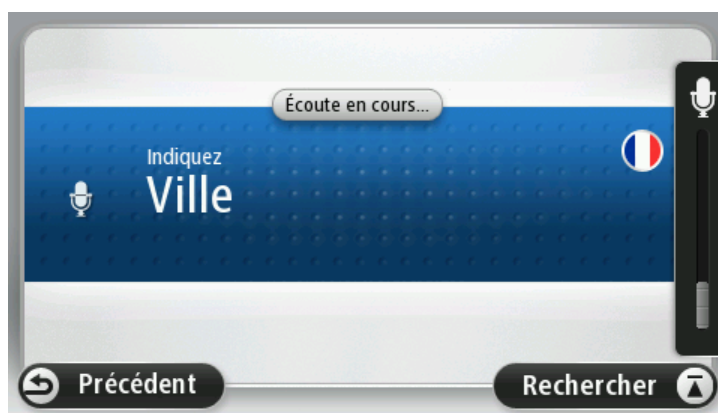 Écoute en cours...
Indiquez
Ville
Précédent
Rechercher